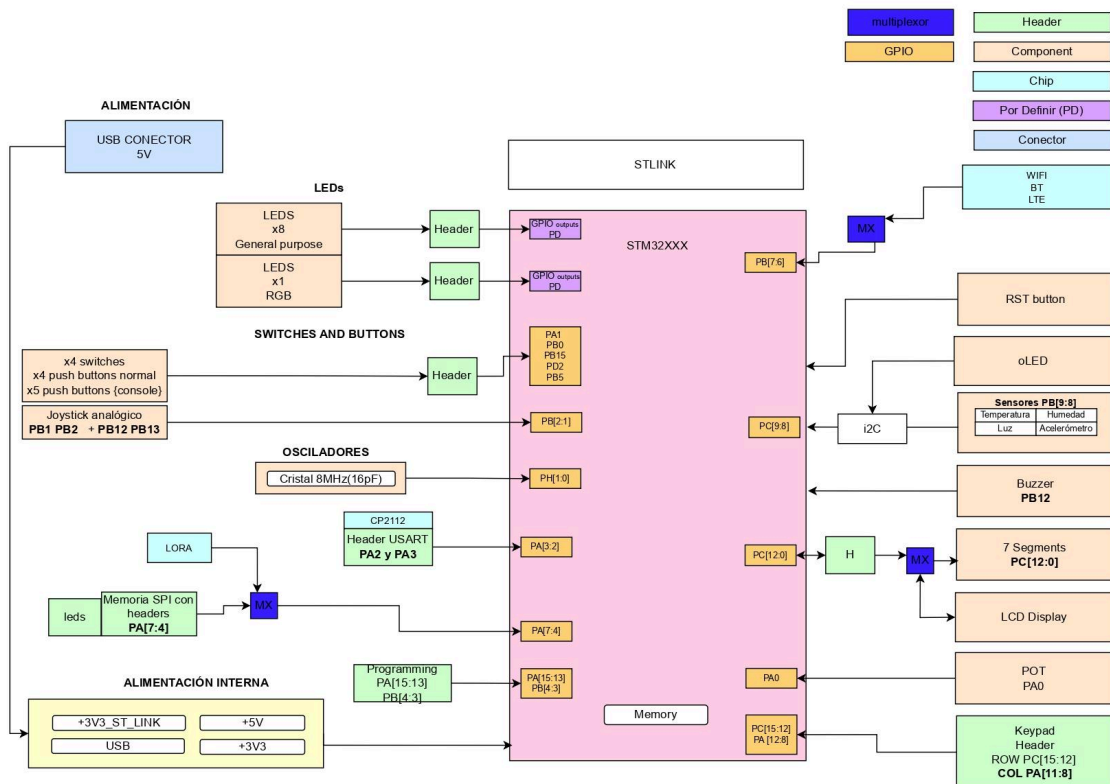 multiplexor
Header
GPIO
Component
Chip
Por Definir (PD)
Conector
ALIMENTACIÓN
USB CONECTOR
5V
STLINK
WIFI
BT
LTE
LEDs
LEDS
x8
General purpose
Header
GPIO outputs
PD
STM32XXX
MX
PB[7:6]
LEDS
x1
RGB
Header
GPIO outputs
PD
RST button
SWITCHES AND BUTTONS
x4 switches
x4 push buttons normal
x5 push buttons {console}
Header
PA1
PB0
PB15
PD2
PB5
oLED
Joystick analógico
PB1 PB2 + PB12 PB13
PB[2:1]
PC[9:8]
i2C
Sensores PB[9:8]
Temperatura Humedad
Luz Acelerómetro
OSCILADORES
Cristal 8MHz(16pF)
PH[1:0]
Buzzer
PB12
CP2112
Header USART
PA2 y PA3
PA[3:2]
PC[12:0]
H
MX
7 Segments
PC[12:0]
LORA
leds
Memoria SPI con
headers
PA[7:4]
MX
PA[7:4]
LCD Display
Programming
PA[15:13]
PB[4:3]
PA[15:13]
PB[4:3]
PA0
POT
PA0
ALIMENTACIÓN INTERNA
+3V3_ST_LINK
+5V
USB
+3V3
Memory
PC[15:12]
PA [12:8]
Keypad
Header
ROW PC[15:12]
COL PA[11:8]